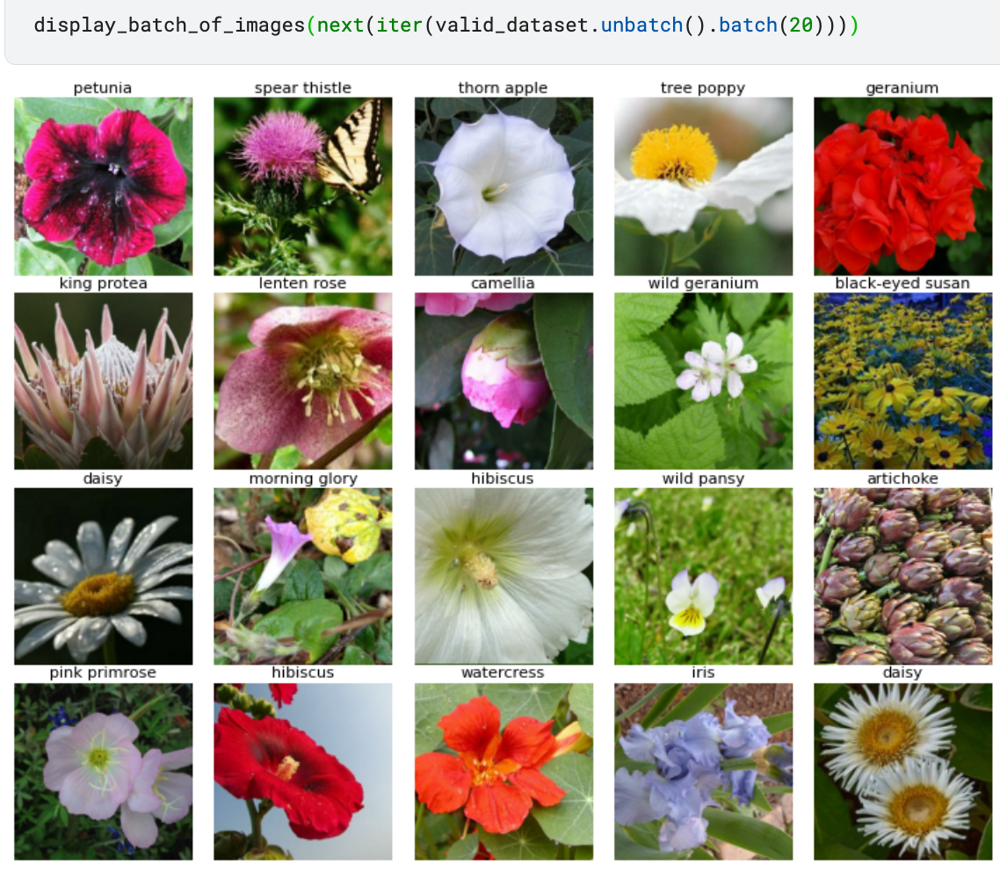 display_batch_of_images(next(iter(valid_dataset.unbatch().batch(20))))
petunia spear thistle thorn apple tree poppy geranium
king protea lenten rose camellia wild geranium black-eyed susan
daisy morning glory hibiscus wild pansy artichoke
pink primrose hibiscus watercress iris daisy